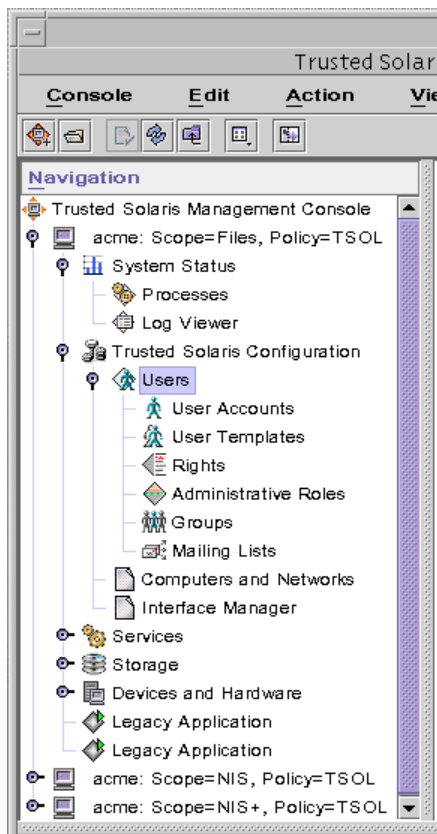 Trusted Solar
Console Edit Action Vie
Navigation
Trusted Solaris Management Console
acme: Scope=Files, Policy=TSOL
System Status
Processes
Log Viewer
Trusted Solaris Configuration
Users
User Accounts
User Templates
Rights
Administrative Roles
Groups
Mailing Lists
Computers and Networks
Interface Manager
Services
Storage
Devices and Hardware
Legacy Application
Legacy Application
acme: Scope=NIS, Policy=TSOL
acme: Scope=NIS+, Policy=TSOL